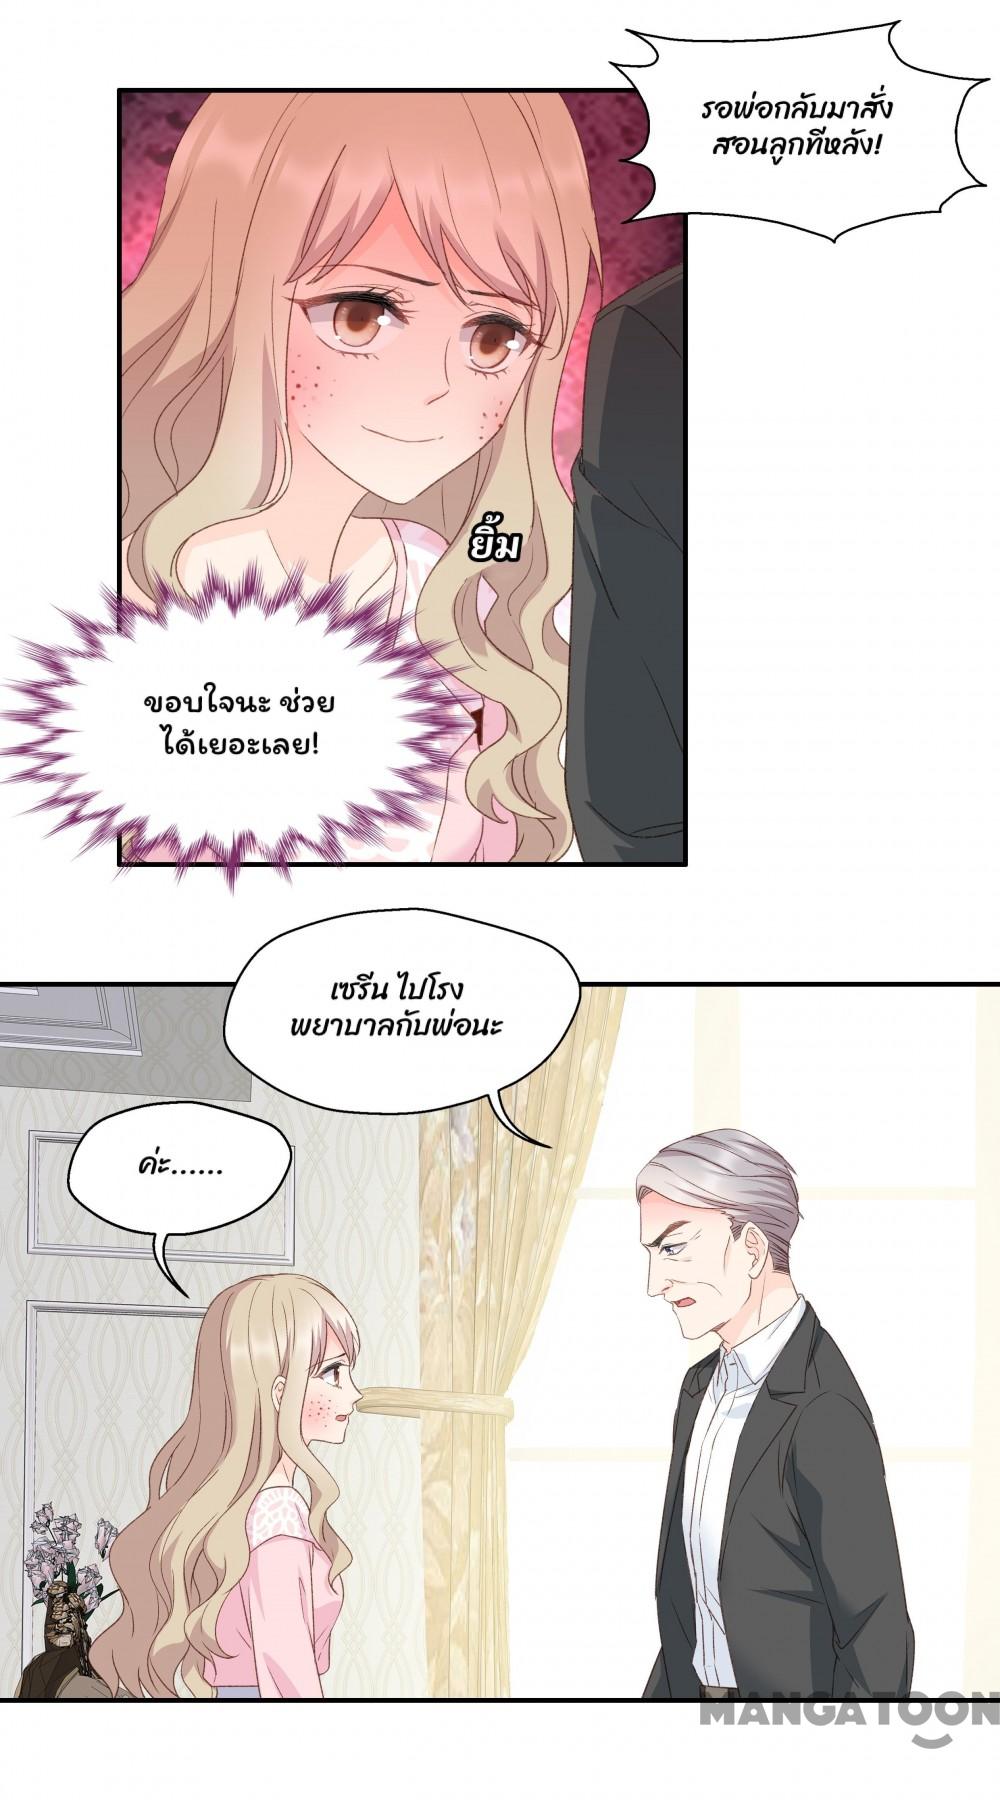 รอพ่อกลับมาสั่ง
สอนลูกทีหลัง!
ยิ้ม
ขอบใจนะ ช่วย
ได้เยอะเลย!
เซรีน ไปโรง
พยาบาลกับพ่อนะ
ค่ะ......
MANGATOON